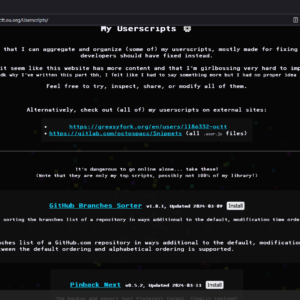 ctt.eu.org/Userscripts/
My Userscripts
that I can aggregate and organize (some of) my userscripts, mostly made for fixing
developers should have fixed instead.
it seem like this website has more content and that I'm girlbossing very hard to imp
dk why I've written this part tbh, I felt like I had to say something more but I had no proper idea
Feel free to try, inspect, share, or modify all of them.
Alternatively, check out (all of) my userscripts on external sites:
https://greasyfork.org/en/users/1186332-octt
https://gitlab.com/octospacc/Snippets (all .user.js files)
It's dangerous to go online alone... take these!
(Note that they are only my top scripts, possibly not 100% of my library!)
GitHub Branches Sorter v1.0.1, Updated 2024-03-09 Install
sorting the branches list of a repository in ways additional to the default, modification time orde
ches list of a GitHub.com repository in ways additional to the default, modification
ween the default ordering and alphabetical ordering is supported.
Pinback Next v0.5.2, Updated 2024-03-13 Install